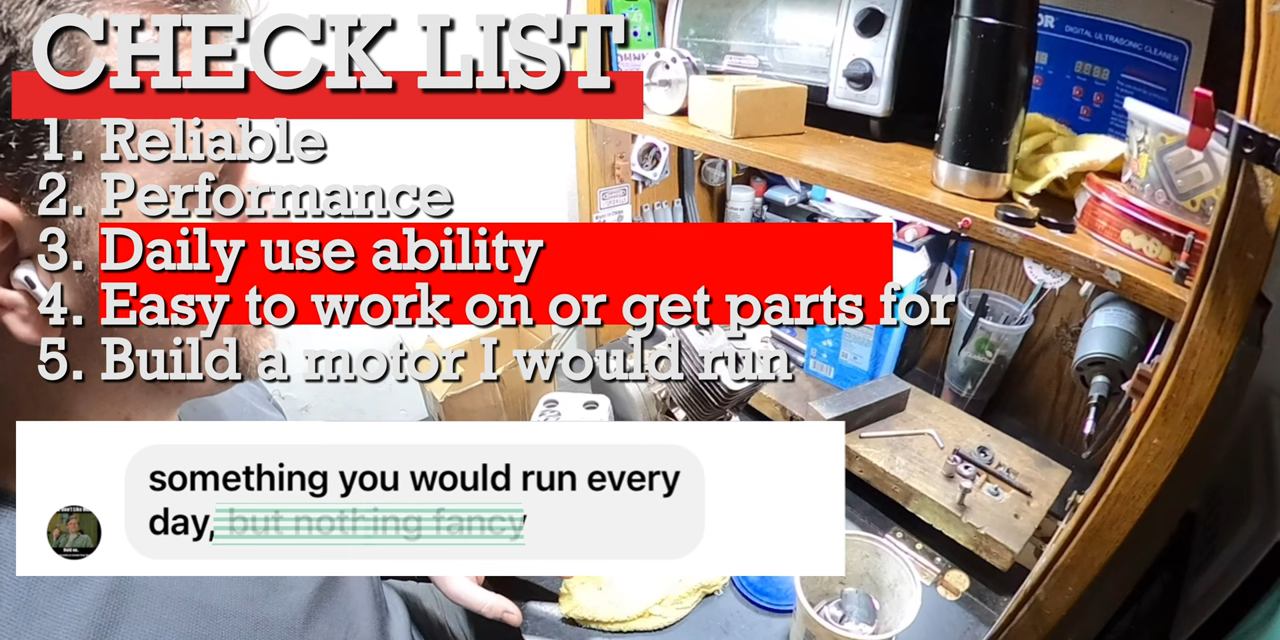 CHECK LIST
1. Reliable
2. Performance
3. Daily use ability
4. Easy to work on or get parts for
5. Build a motor I would run
something you would run every
day, but nothing fancy
DIGITAL ULTRASONIC CLEANER